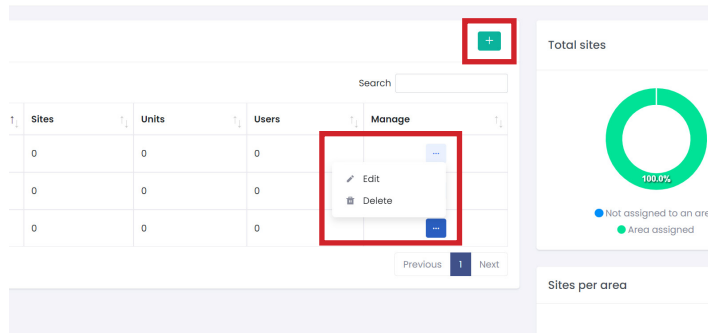 +
Total sites
Search
Sites Units Users Manage
0 0 0 ...
Edit
Delete
0 0 0
0 0 0 ...
Previous 1 Next
100.0%
Not assigned to an are
Area assigned
Sites per area